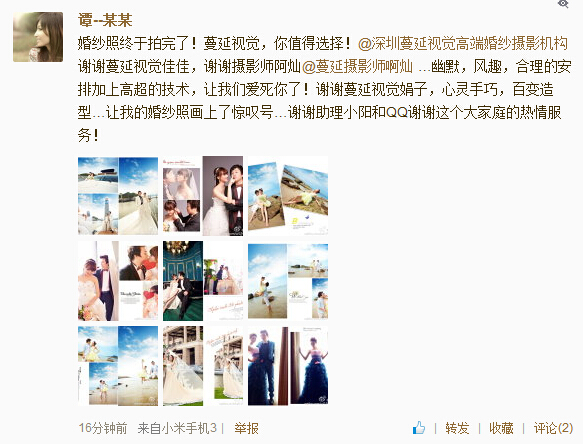 谭--某某
婚纱照终于拍完了！蔓延视觉，你值得选择！@深圳蔓延视觉高端婚纱摄影机构
谢谢蔓延视觉佳佳，谢谢摄影师阿灿@蔓延摄影师啊灿 ...幽默，风趣，合理的安
排加上高超的技术，让我们爱死你了！谢谢蔓延视觉娟子，心灵手巧，百变造
型...让我的婚纱照画上了惊叹号...谢谢助理小阳和QQ谢谢这个大家庭的热情服
务！
16分钟前 来自小米手机3 | 举报
| 转发 | 收藏 | 评论(2)